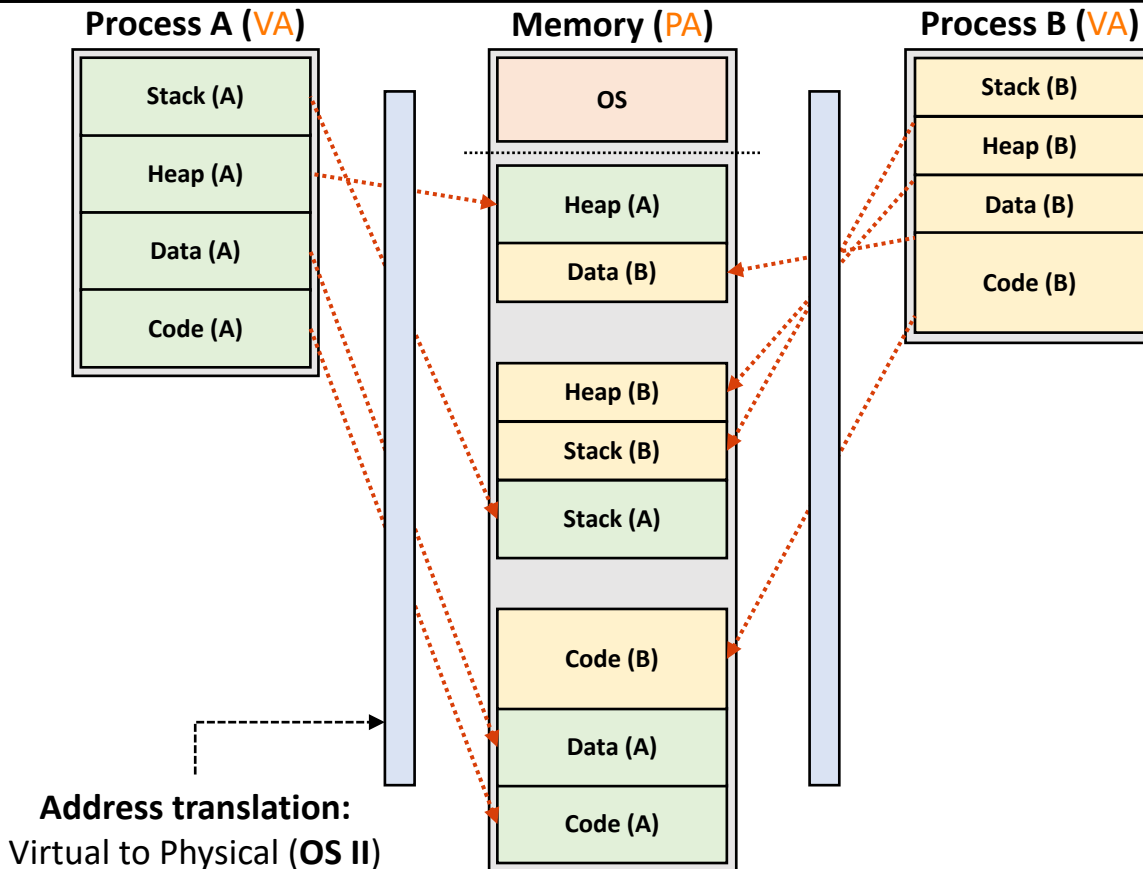 Process A (VA)
Stack (A)
Heap (A)
Data (A)
Code (A)
Memory (PA)
OS
Heap (A)
Data (B)
Heap (B)
Stack (B)
Stack (A)
Code (B)
Data (A)
Code (A)
Process B (VA)
Stack (B)
Heap (B)
Data (B)
Code (B)
Address translation:
Virtual to Physical (OS II)